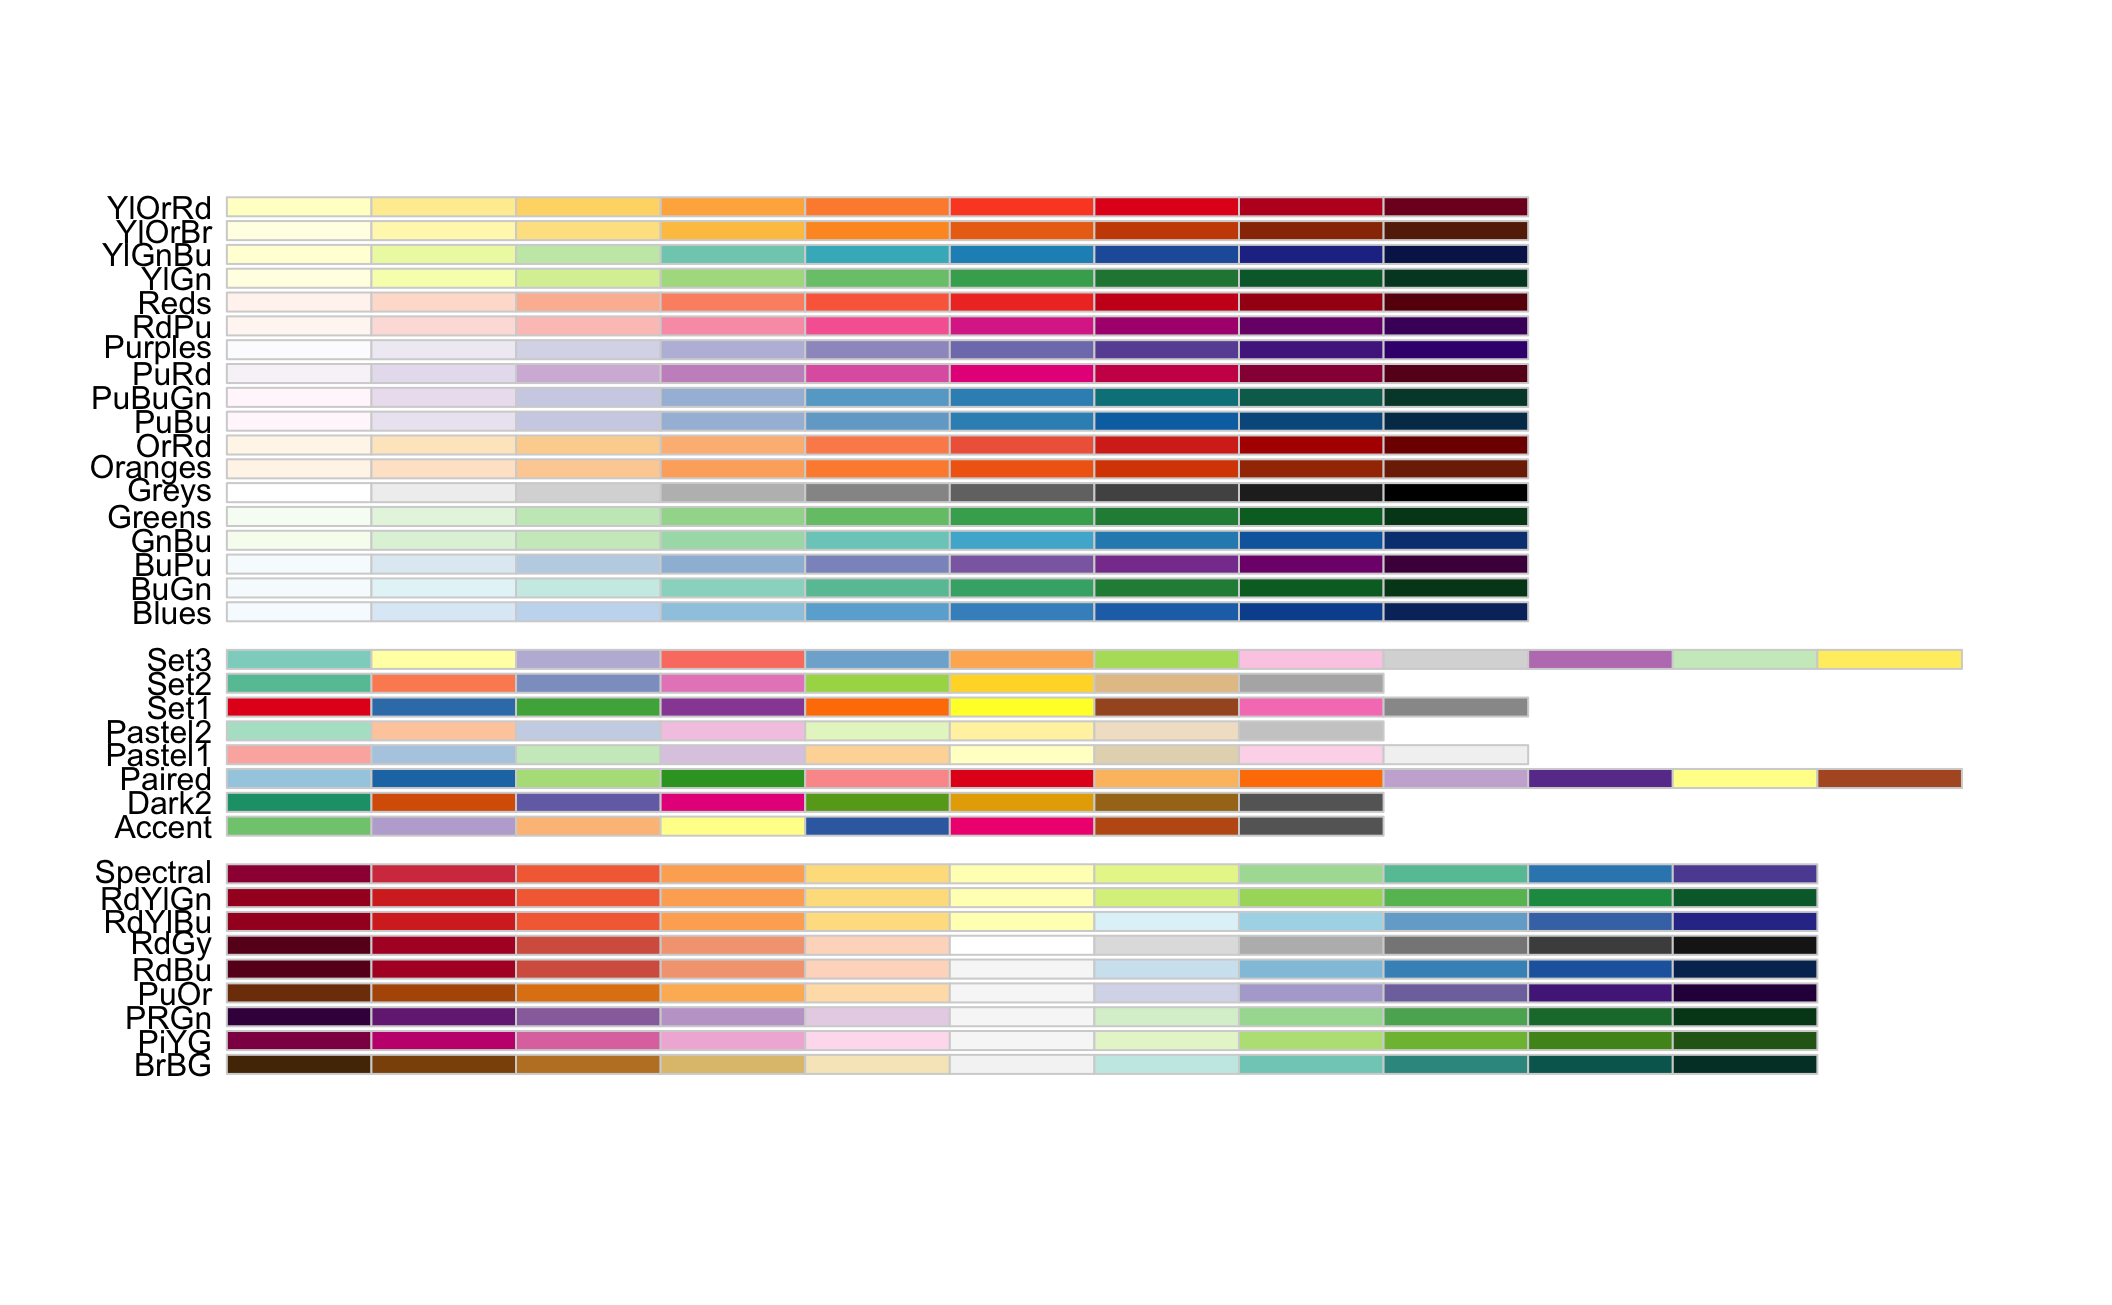 YlOrRd
YlOrBr
YlGnBu
YlGn
Reds
RdPu
Purples
PuRd
PuBuGn
PuBu
OrRd
Oranges
Greys
Greens
GnBu
BuPu
BuGn
Blues
Set3
Set2
Set1
Pastel2
Pastel1
Paired
Dark2
Accent
Spectral
RdYlGn
RdYlBu
RdGy
RdBu
PuOr
PRGn
PiYG
BrBG